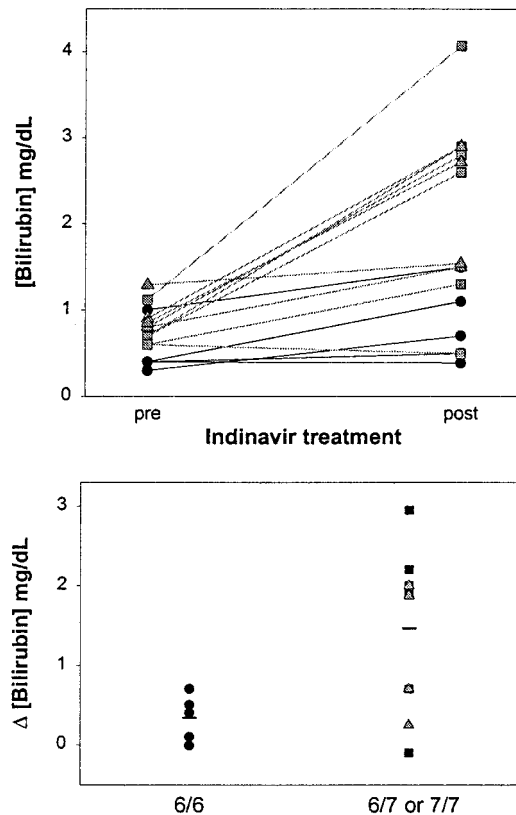 [Bilirubin] mg/dL
4
3
2
1
0
pre
post
Indinavir treatment
Δ [Bilirubin] mg/dL
3
2
1
0
6/6
6/7 or 7/7